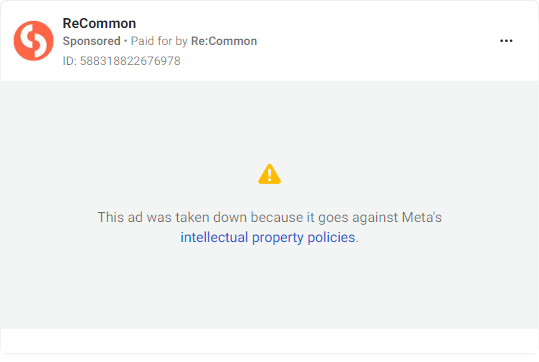 ReCommon
Sponsored • Paid for by Re:Common
ID: 588318822676978
This ad was taken down because it goes against Meta's
intellectual property policies.